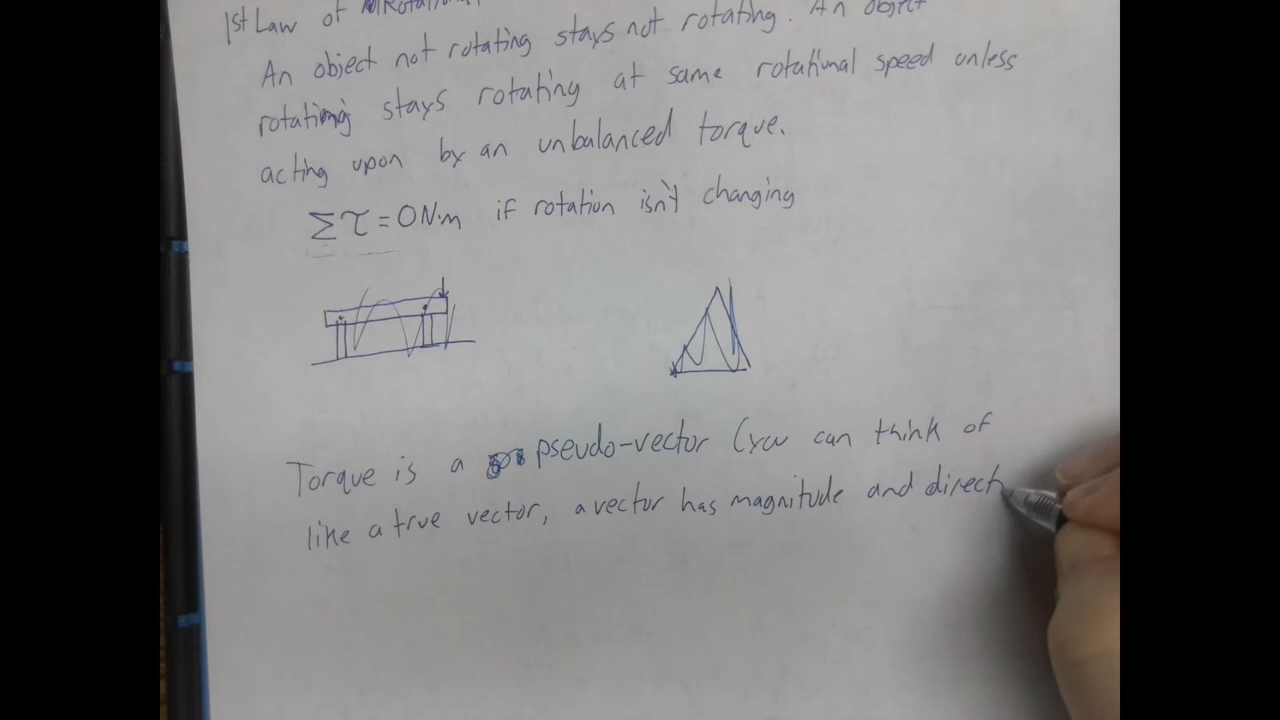 1st Law of Rotational
An object not rotating stays not rotating. An object
rotating stays rotating at same rotational speed unless
acting upon by an unbalanced torque.
Στ = 0 N·m if rotation isn't changing
Torque is a pseudo-vector (you can think of
like a true vector, a vector has magnitude and direct